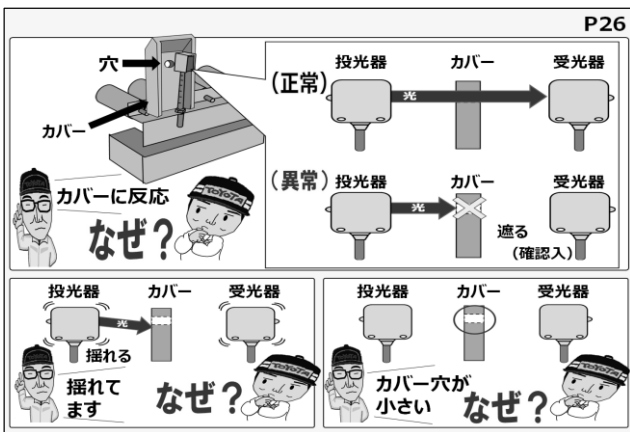 P26
穴
カバー
カバーに反応
なぜ？
TOYOTA
投光器 カバー 受光器
(正常)
光
(異常)
投光器 カバー 受光器
光
遮る
(確認入)
投光器 カバー 受光器
光
揺れる
揺れて
ます
なぜ？
投光器 カバー 受光器
カバー穴が
小さい
なぜ？